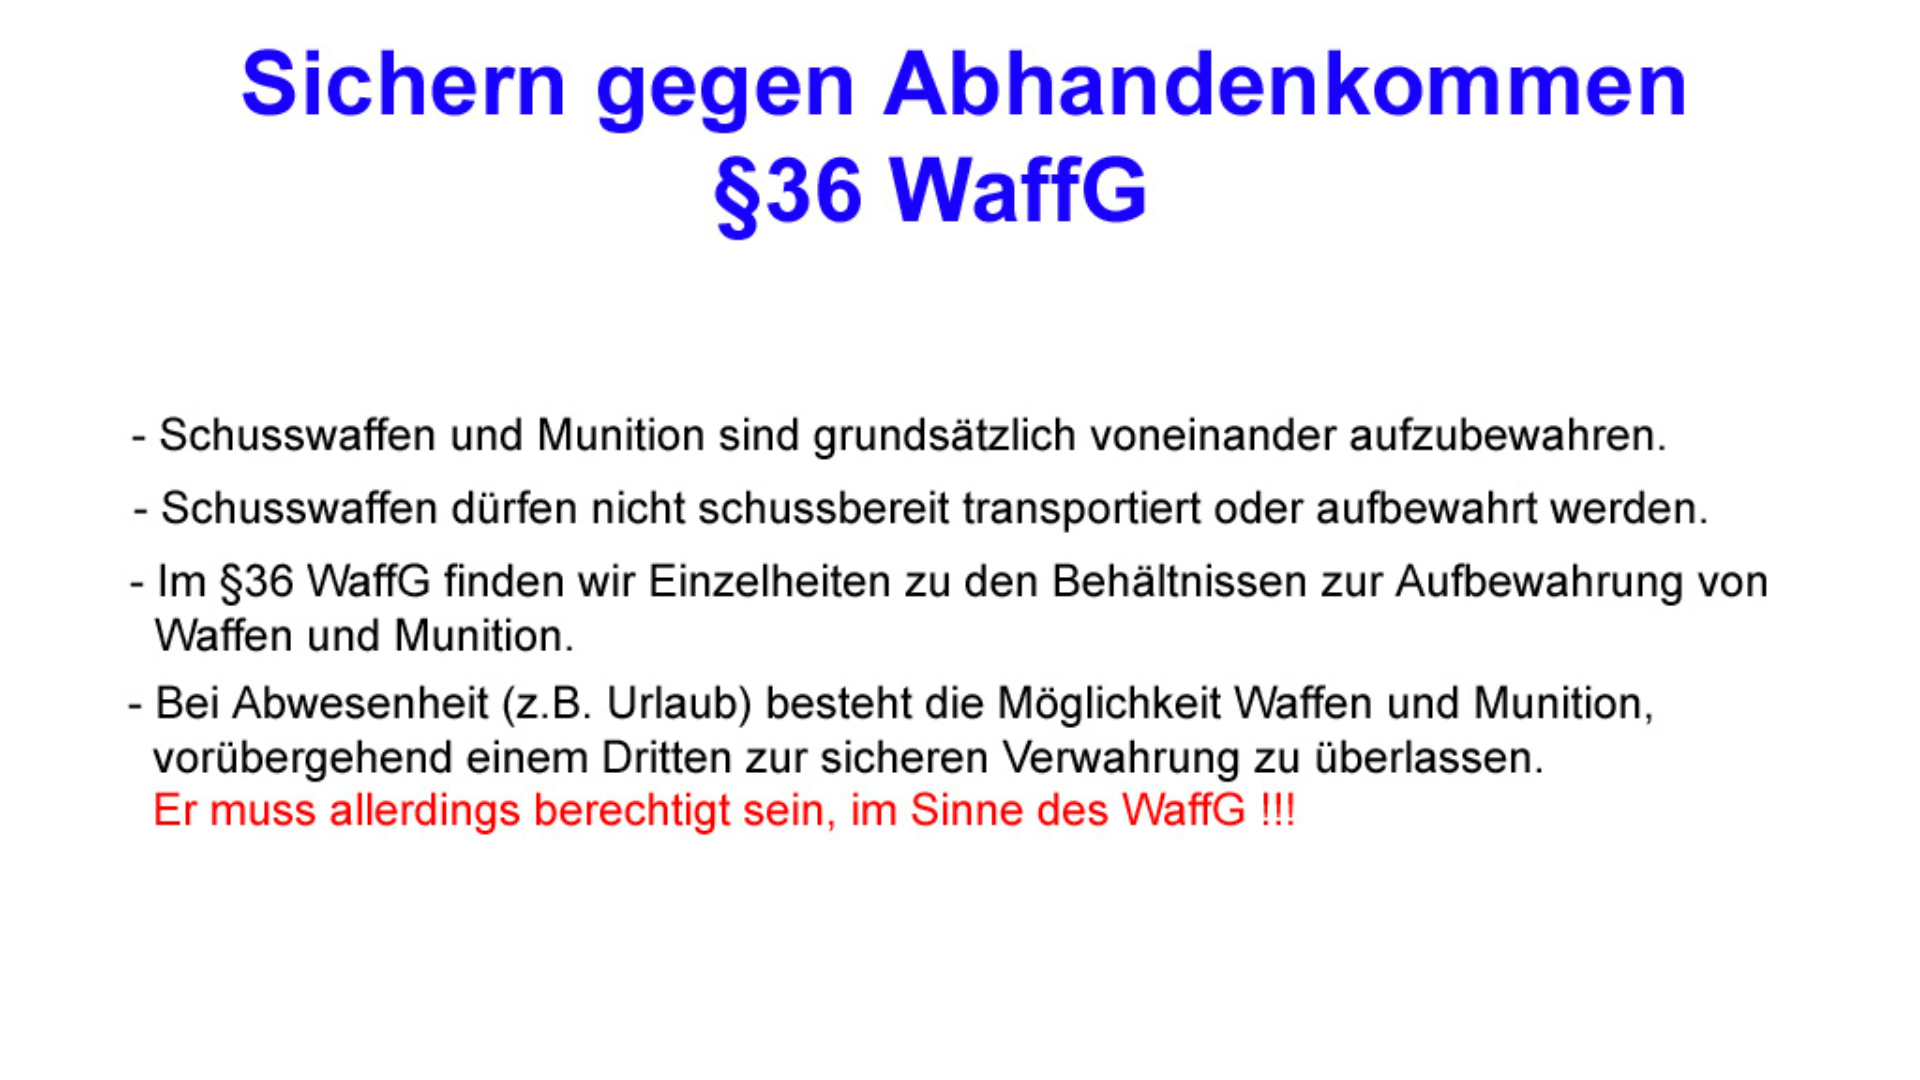 Sichern gegen Abhandenkommen
§36 WaffG
- Schusswaffen und Munition sind grundsätzlich voneinander aufzubewahren.
- Schusswaffen dürfen nicht schussbereit transportiert oder aufbewahrt werden.
- Im §36 WaffG finden wir Einzelheiten zu den Behältnissen zur Aufbewahrung von
Waffen und Munition.
- Bei Abwesenheit (z.B. Urlaub) besteht die Möglichkeit Waffen und Munition,
vorübergehend einem Dritten zur sicheren Verwahrung zu überlassen.
Er muss allerdings berechtigt sein, im Sinne des WaffG !!!